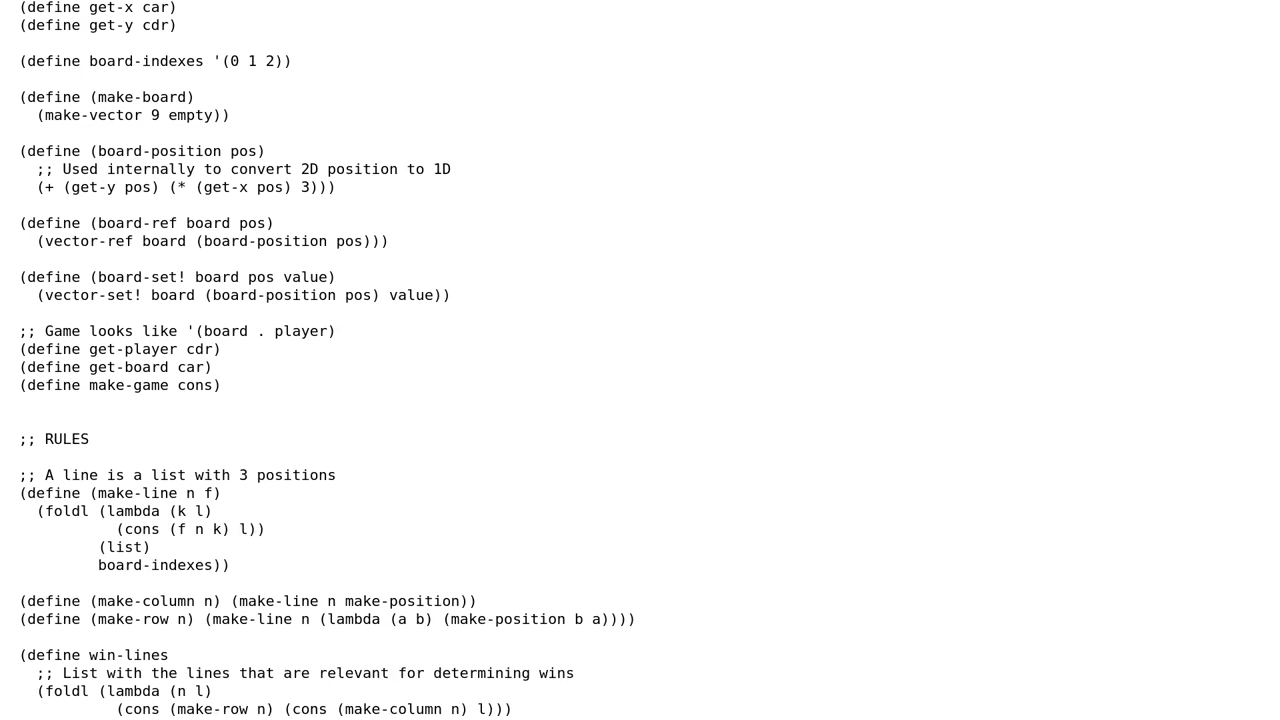 (define get-x car)
(define get-y cdr)

(define board-indexes '(0 1 2))

(define (make-board)
  (make-vector 9 empty))

(define (board-position pos)
  ;; Used internally to convert 2D position to 1D
  (+ (get-y pos) (* (get-x pos) 3)))

(define (board-ref board pos)
  (vector-ref board (board-position pos)))

(define (board-set! board pos value)
  (vector-set! board (board-position pos) value))

;; Game looks like '(board . player)
(define get-player cdr)
(define get-board car)
(define make-game cons)


;; RULES

;; A line is a list with 3 positions
(define (make-line n f)
  (foldl (lambda (k l)
           (cons (f n k) l))
         (list)
         board-indexes))

(define (make-column n) (make-line n make-position))
(define (make-row n) (make-line n (lambda (a b) (make-position b a))))

(define win-lines
  ;; List with the lines that are relevant for determining wins
  (foldl (lambda (n l)
           (cons (make-row n) (cons (make-column n) l)))